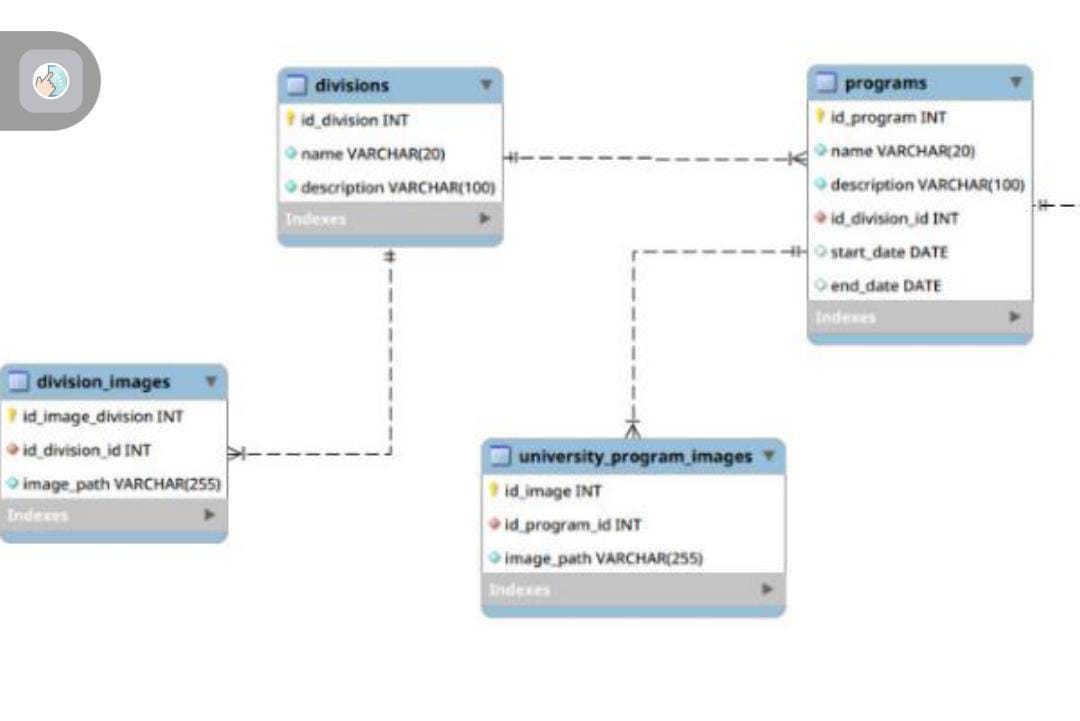 divisions
id_division INT
name VARCHAR(20)
description VARCHAR(100)
Indexes
programs
id_program INT
name VARCHAR(20)
description VARCHAR(100)
id_division_id INT
start_date DATE
end_date DATE
Indexes
division_images
id_image_division INT
id_division_id INT
image_path VARCHAR(255)
Indexes
university_program_images
id_image INT
id_program_id INT
image_path VARCHAR(255)
Indexes